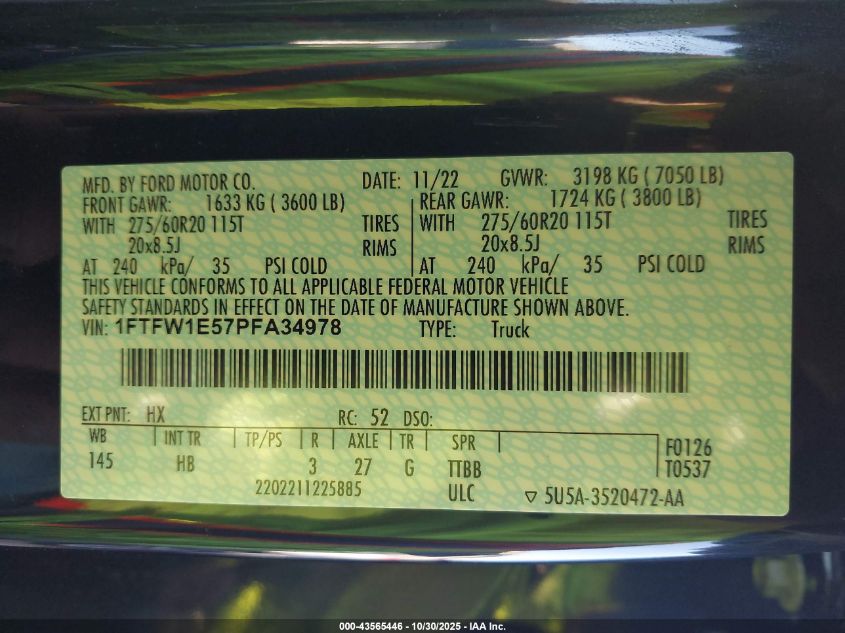 MFD. BY FORD MOTOR CO. DATE: 11/22 GVWR: 3198 KG ( 7050 LB)
FRONT GAWR: 1633 KG ( 3600 LB) REAR GAWR: 1724 KG ( 3800 LB)
WITH 275/60R20 115T TIRES WITH 275/60R20 115T TIRES
20x8.5J RIMS 20x8.5J RIMS
AT 240 kPa/ 35 PSI COLD AT 240 kPa/ 35 PSI COLD
THIS VEHICLE CONFORMS TO ALL APPLICABLE FEDERAL MOTOR VEHICLE
SAFETY STANDARDS IN EFFECT ON THE DATE OF MANUFACTURE SHOWN ABOVE.
VIN: 1FTFW1E57PFA34978 TYPE: Truck
EXT PNT: HX RC: 52 DSO:
WB INT TR TP/PS R AXLE TR SPR F0126
145 HB 3 27 G TTBB T0537
2202211225885 ULC ▽ 5U5A-3520472-AA
000-43565446 - 10/30/2025 - IAA Inc.